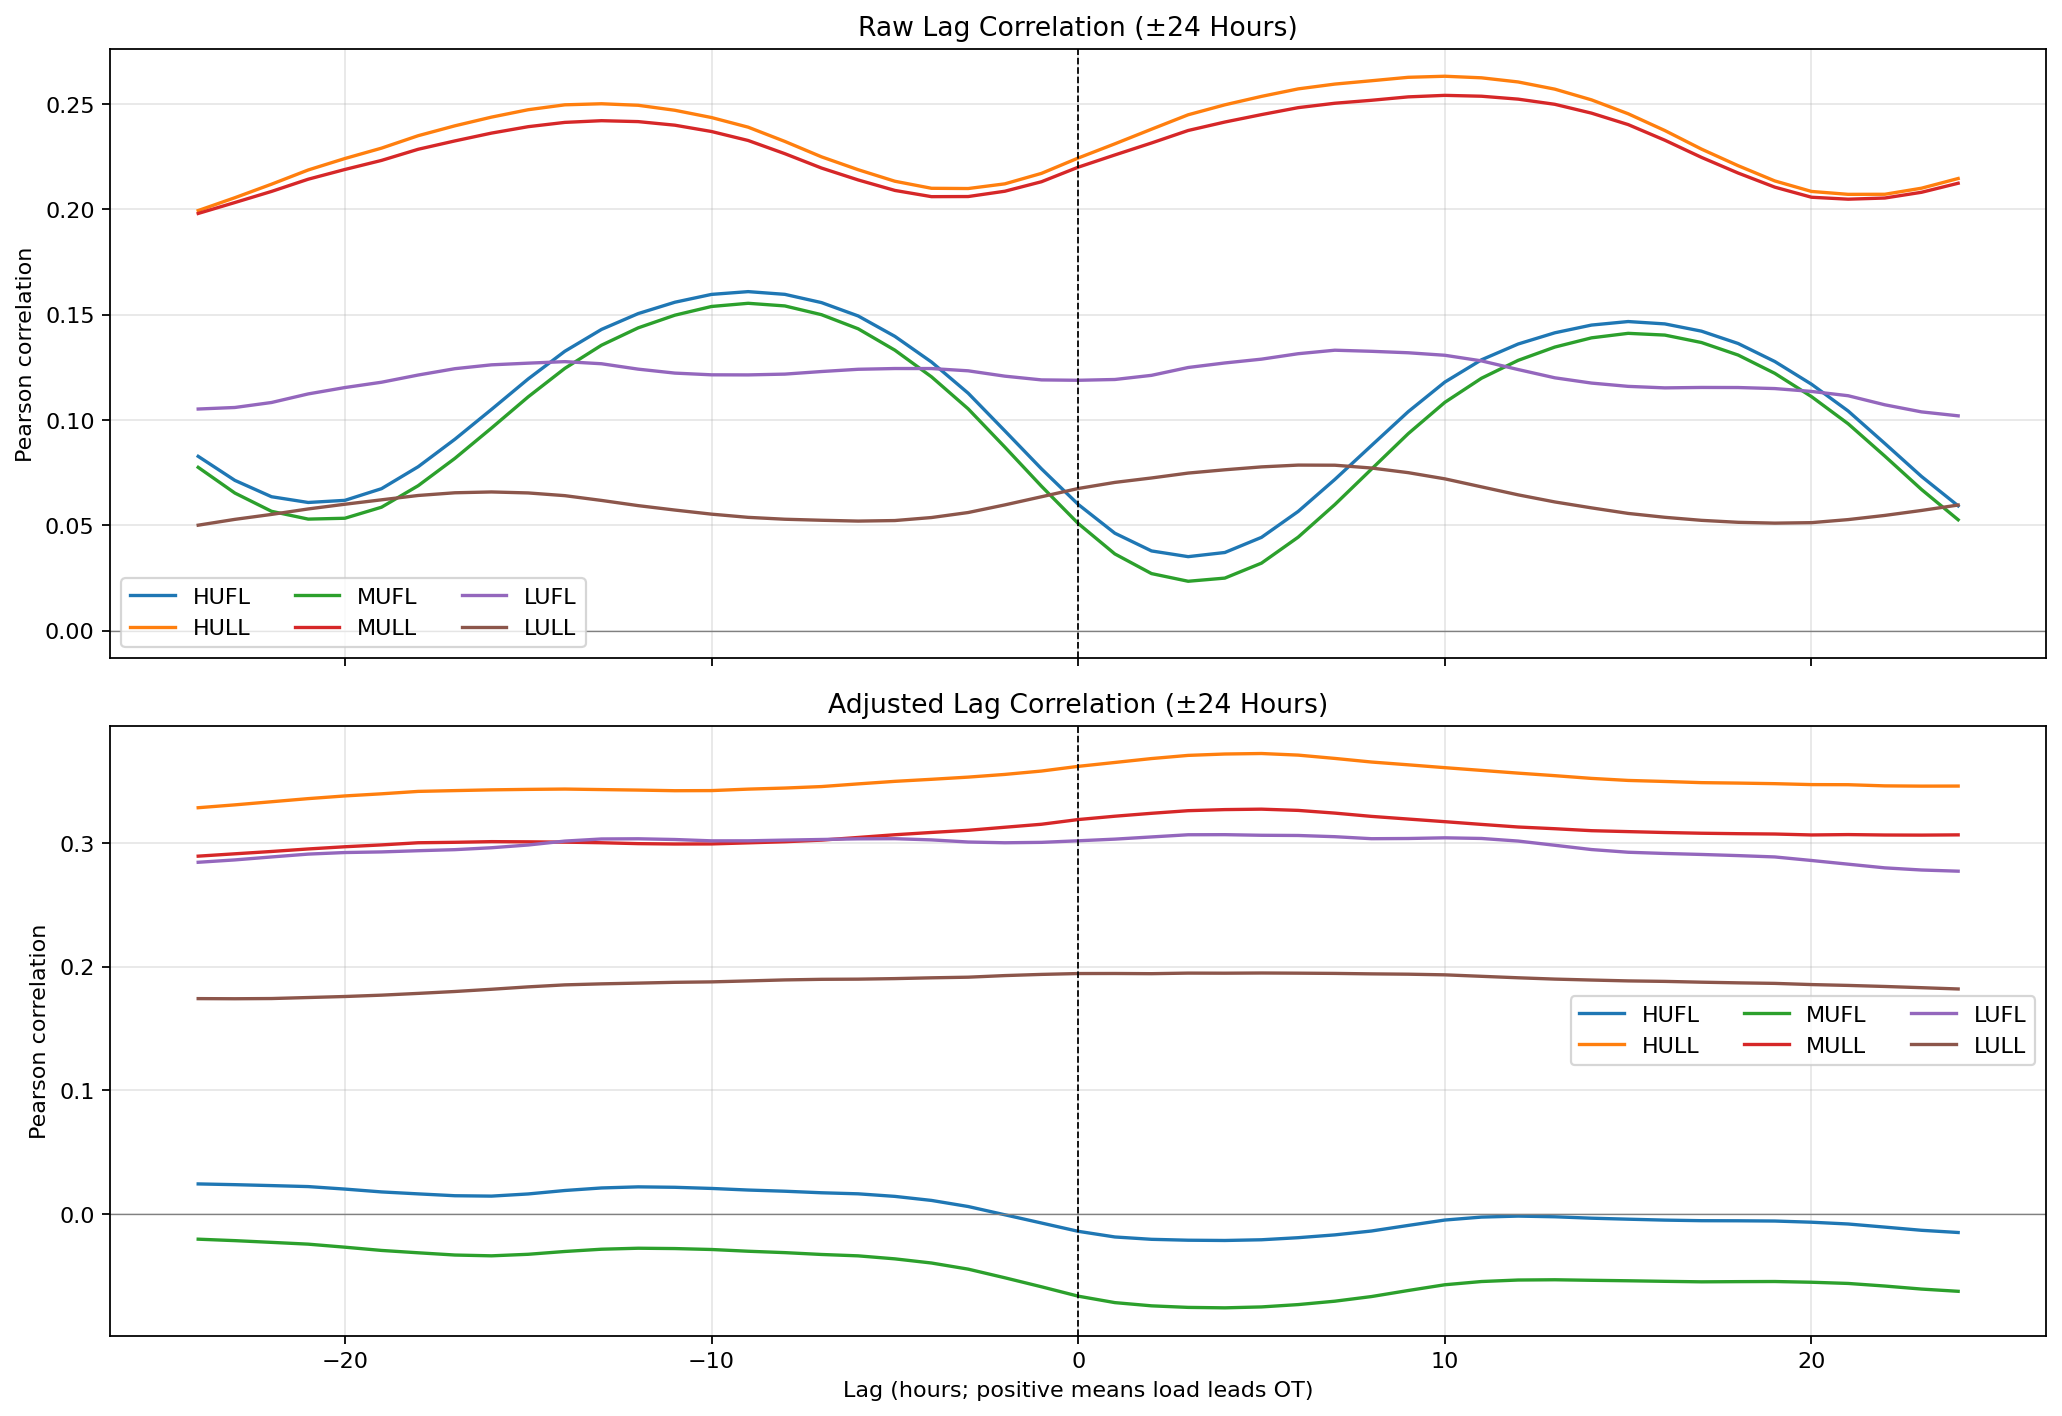 Raw Lag Correlation (±24 Hours)
Pearson correlation
0.25
0.20
0.15
0.10
0.05
0.00
HUFL MUFL LUFL
HULL MULL LULL
Adjusted Lag Correlation (±24 Hours)
Pearson correlation
0.3
0.2
0.1
0.0
HUFL MUFL LUFL
HULL MULL LULL
−20 −10 0 10 20
Lag (hours; positive means load leads OT)